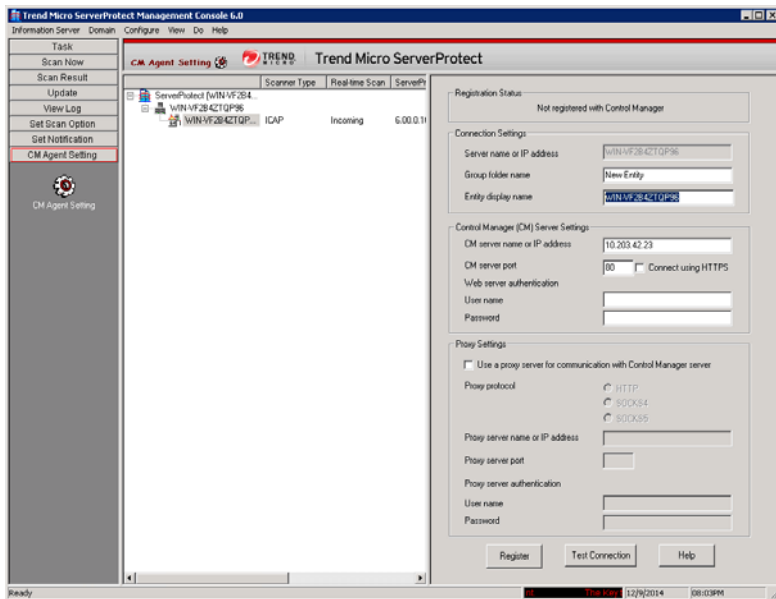 Trend Micro ServerProtect Management Console 6.0
Information Server Domain Configure View Do Help
Task
Scan Now
Scan Result
Update
View Log
Set Scan Option
Set Notification
CM Agent Setting
CM Agent Setting
CM Agent Setting
TREND MICRO
Trend Micro ServerProtect
Scanner Type Real-time Scan ServerPr
ServerProtect (WIN-VF2B4...
WIN-VF2B4ZTQP96
WIN-VF2B4ZTQP... ICAP Incoming 6.00.0.1
Registration Status
Not registered with Control Manager
Connection Settings
Server name or IP address WIN-VF2B4ZTQP96
Group folder name New Entity
Entity display name WIN-VF2B4ZTQP96
Control Manager (CM) Server Settings
CM server name or IP address 10.203.42.23
CM server port 80 Connect using HTTPS
Web server authentication
User name
Password
Proxy Settings
Use a proxy server for communication with Control Manager server
Proxy protocol HTTP
SOCKS4
SOCKS5
Proxy server name or IP address
Proxy server port
Proxy server authentication
User name
Password
Register Test Connection Help
Ready The key 12/9/2014 08:03PM